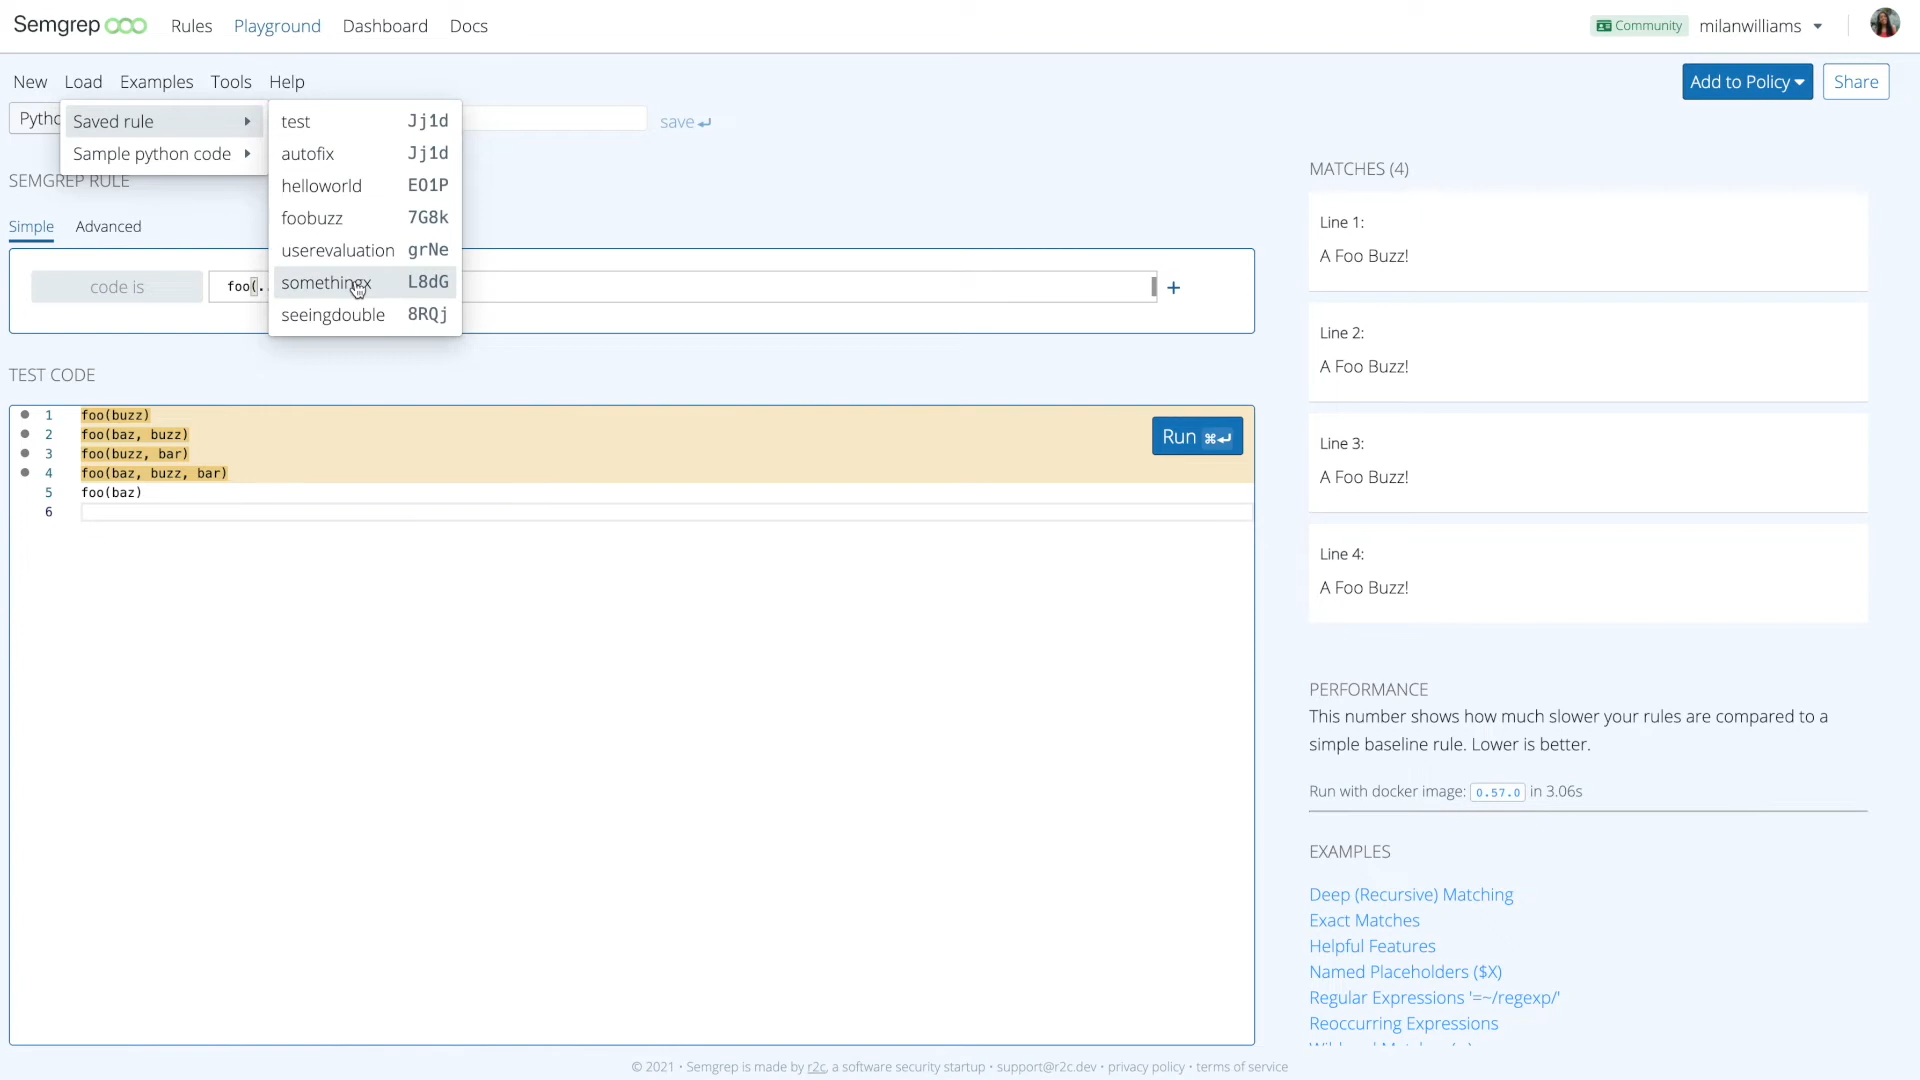 Semgrep Rules Playground Dashboard Docs Community milanwilliams
New Load Examples Tools Help Add to Policy Share
Saved rule
Sample python code
test Jj1d
autofix Jj1d
helloworld EO1P
foobuzz 7G8k
userevaluation grNe
somethingx L8dG
seeingdouble 8RQj
save
SEMGREP RULE
Simple Advanced
code is foo(..
TEST CODE
1 foo(buzz)
2 foo(baz, buzz)
3 foo(buzz, bar)
4 foo(baz, buzz, bar)
5 foo(baz)
6
Run ⌘↵
MATCHES (4)
Line 1:
A Foo Buzz!
Line 2:
A Foo Buzz!
Line 3:
A Foo Buzz!
Line 4:
A Foo Buzz!
PERFORMANCE
This number shows how much slower your rules are compared to a
simple baseline rule. Lower is better.
Run with docker image: 0.57.0 in 3.06s
EXAMPLES
Deep (Recursive) Matching
Exact Matches
Helpful Features
Named Placeholders ($X)
Regular Expressions '=~/regexp/'
Reoccurring Expressions
© 2021 • Semgrep is made by r2c, a software security startup • support@r2c.dev • privacy policy • terms of service